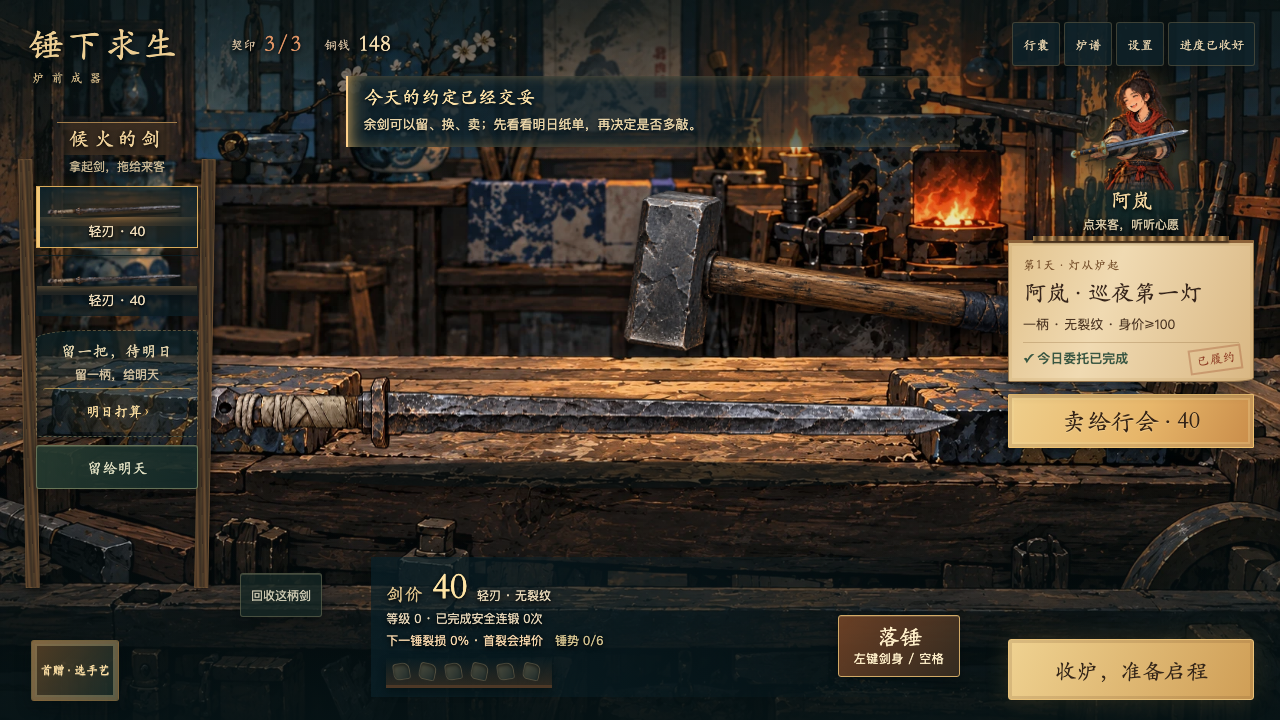 锤下求生
炉前成器
契印 3/3 铜钱 148
行囊
炉谱
设置
进度已收好
今天的约定已经交妥
余剑可以留、换、卖；先看看明日纸单，再决定是否多敲。
候火的剑
拿起剑，拖给来客
轻刃 · 40
轻刃 · 40
留一把，待明日
留一柄，给明天
明日打算›
留给明天
阿岚
点来客，听听心愿
第1天 · 灯从炉起
阿岚 · 巡夜第一灯
一柄 · 无裂纹 · 身价≥100
✓ 今日委托已完成
已履约
卖给行会 · 40
回收这柄剑
剑价 40 轻刃 · 无裂纹
等级 0 · 已完成安全连锻 0次
下一锤裂损 0% · 首裂会掉价 锤势 0/6
落锤
左键剑身 / 空格
首赠 · 选手艺
收炉，准备启程